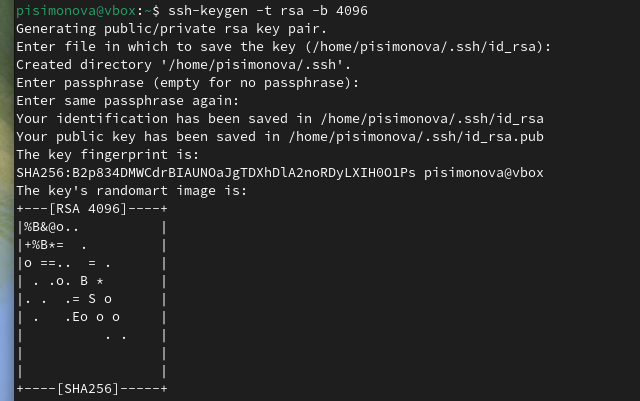 pisimonova@vbox:~$ ssh-keygen -t rsa -b 4096
Generating public/private rsa key pair.
Enter file in which to save the key (/home/pisimonova/.ssh/id_rsa):
Created directory '/home/pisimonova/.ssh'.
Enter passphrase (empty for no passphrase):
Enter same passphrase again:
Your identification has been saved in /home/pisimonova/.ssh/id_rsa
Your public key has been saved in /home/pisimonova/.ssh/id_rsa.pub
The key fingerprint is:
SHA256:B2p834DMWCdrBIAUNOaJgTDXhDlA2noRDyLXIH0O1Ps pisimonova@vbox
The key's randomart image is:
+---[RSA 4096]----+
|%B&@o..          |
|+%B*=  .         |
|o ==..  = .      |
| . .o. B *       |
|. .  .= S o      |
| .   .Eo o o     |
|          . .    |
|                 |
|                 |
+----[SHA256]-----+